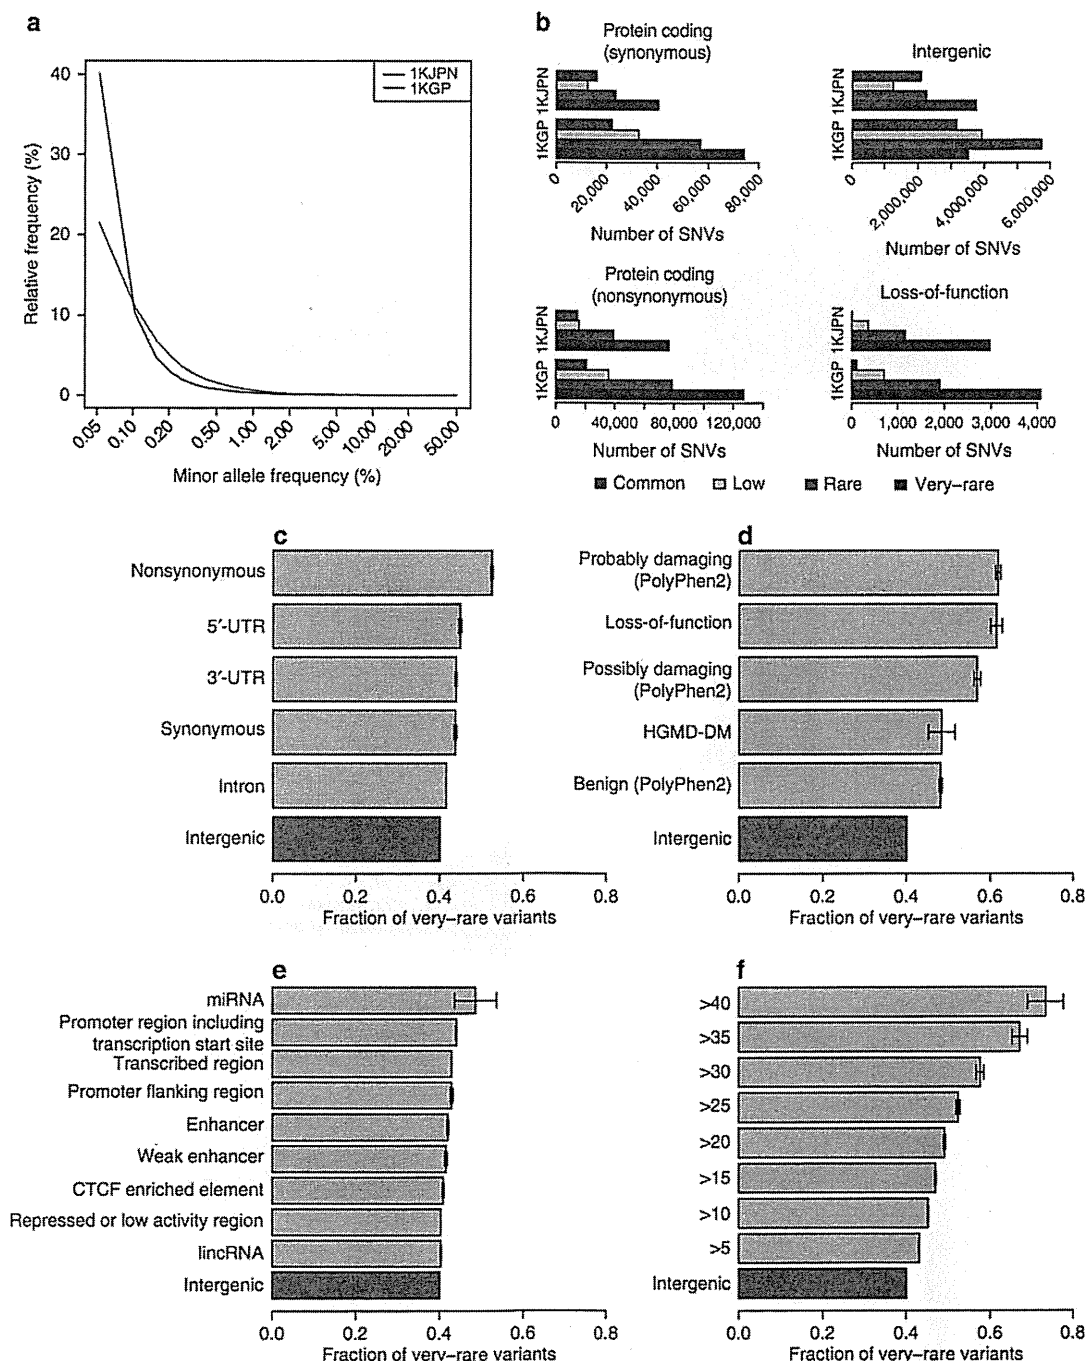 a
40
30
20
10
0
Relative frequency (%)
1KJPN
1KGP
0.05
0.10
0.20
0.50
1.00
2.00
5.00
10.00
20.00
50.00
Minor allele frequency (%)
b
Protein coding
(synonymous)
1KGP 1KJPN
0
20,000
40,000
60,000
80,000
Number of SNVs
Intergenic
1KGP 1KJPN
0
2,000,000
4,000,000
6,000,000
Number of SNVs
Protein coding
(nonsynonymous)
1KGP 1KJPN
0 40,000 80,000 120,000
Number of SNVs
Loss-of-function
1KGP 1KJPN
0 1,000 2,000 3,000 4,000
Number of SNVs
Common Low Rare Very–rare
c
Nonsynonymous
5′-UTR
3′-UTR
Synonymous
Intron
Intergenic
0.0 0.2 0.4 0.6 0.8
Fraction of very–rare variants
d
Probably damaging
(PolyPhen2)
Loss-of-function
Possibly damaging
(PolyPhen2)
HGMD-DM
Benign (PolyPhen2)
Intergenic
0.0 0.2 0.4 0.6 0.8
Fraction of very–rare variants
e
miRNA
Promoter region including
transcription start site
Transcribed region
Promoter flanking region
Enhancer
Weak enhancer
CTCF enriched element
Repressed or low activity region
lincRNA
Intergenic
0.0 0.2 0.4 0.6 0.8
Fraction of very–rare variants
f
>40
>35
>30
>25
>20
>15
>10
>5
Intergenic
0.0 0.2 0.4 0.6 0.8
Fraction of very–rare variants